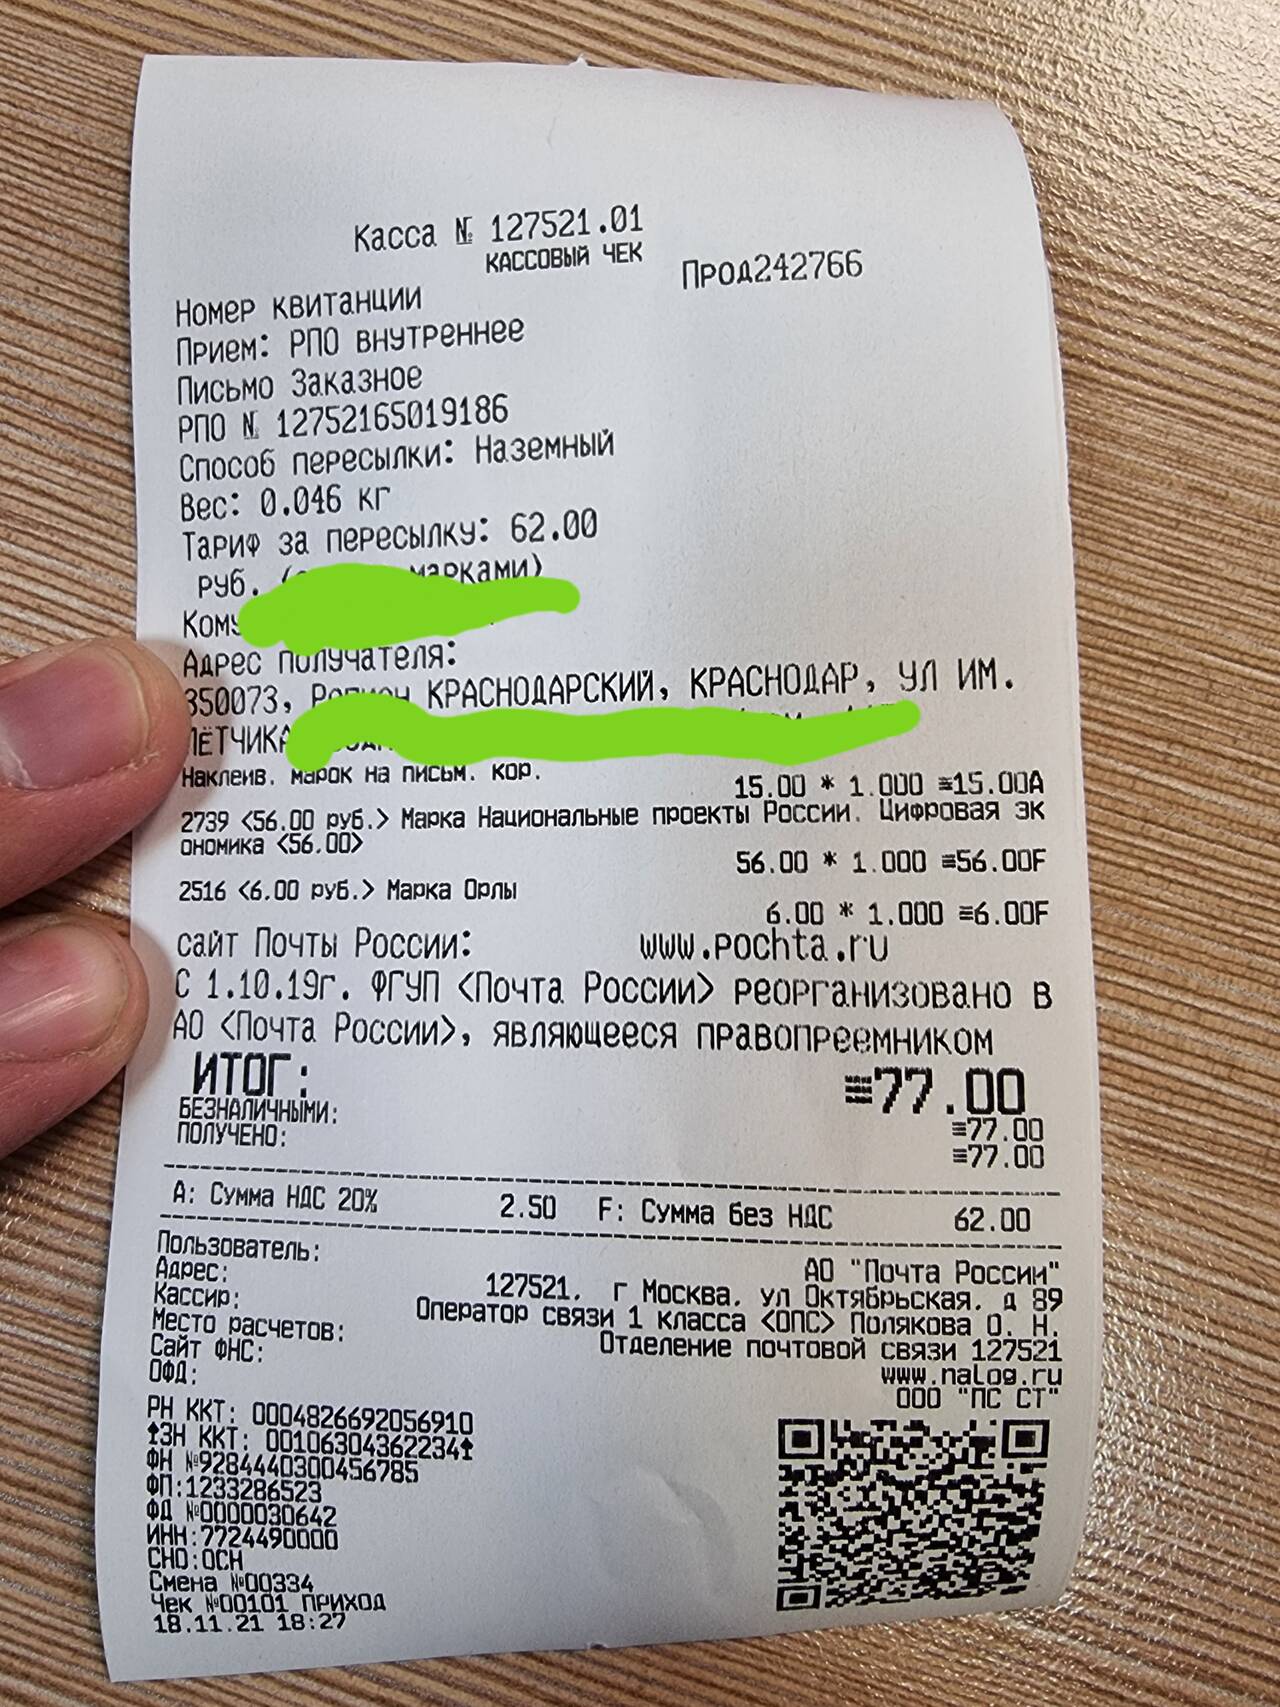 Касса № 127521.01
КАССОВЫЙ ЧЕК
Прод242766
Номер квитанции
Прием: РПО внутреннее
Письмо Заказное
РПО № 12752165019186
Способ пересылки: Наземный
Вес: 0.046 кг
Тариф за пересылку: 62.00
руб. марками)
Кому
Адрес получателя:
350073, Регион КРАСНОДАРСКИЙ, КРАСНОДАР, УЛ ИМ.
ЛЁТЧИКА
Наклеив. марок на письм. кор.
15.00 * 1.000 ≡15.00А
2739 <56.00 руб.> Марка Национальные проекты России. Цифровая эк
ономика <56.00>
56.00 * 1.000 ≡56.00F
2516 <6.00 руб.> Марка Орлы
6.00 * 1.000 ≡6.00F
сайт Почты России: www.pochta.ru
С 1.10.19г. ФГУП <Почта России> реорганизовано в
АО <Почта России>, являющееся правопреемником
ИТОГ: ≡77.00
БЕЗНАЛИЧНЫМИ: ≡77.00
ПОЛУЧЕНО: ≡77.00
А: Сумма НДС 20% 2.50 F: Сумма без НДС 62.00
Пользователь: АО "Почта России"
Адрес: 127521, г Москва, ул Октябрьская, д 89
Кассир: Оператор связи 1 класса <ОПС> Полякова О. Н.
Место расчетов: Отделение почтовой связи 127521
Сайт ФНС: www.nalog.ru
ОФД: ООО "ПС СТ"
РН ККТ: 0004826692056910
↑ЗН ККТ: 00106304362234↑
ФН №9284440300456785
ФП:1233286523
ФД №0000030642
ИНН:7724490000
СНО:ОСН
Смена №00334
Чек №00101 ПРИХОД
18.11.21 18:27